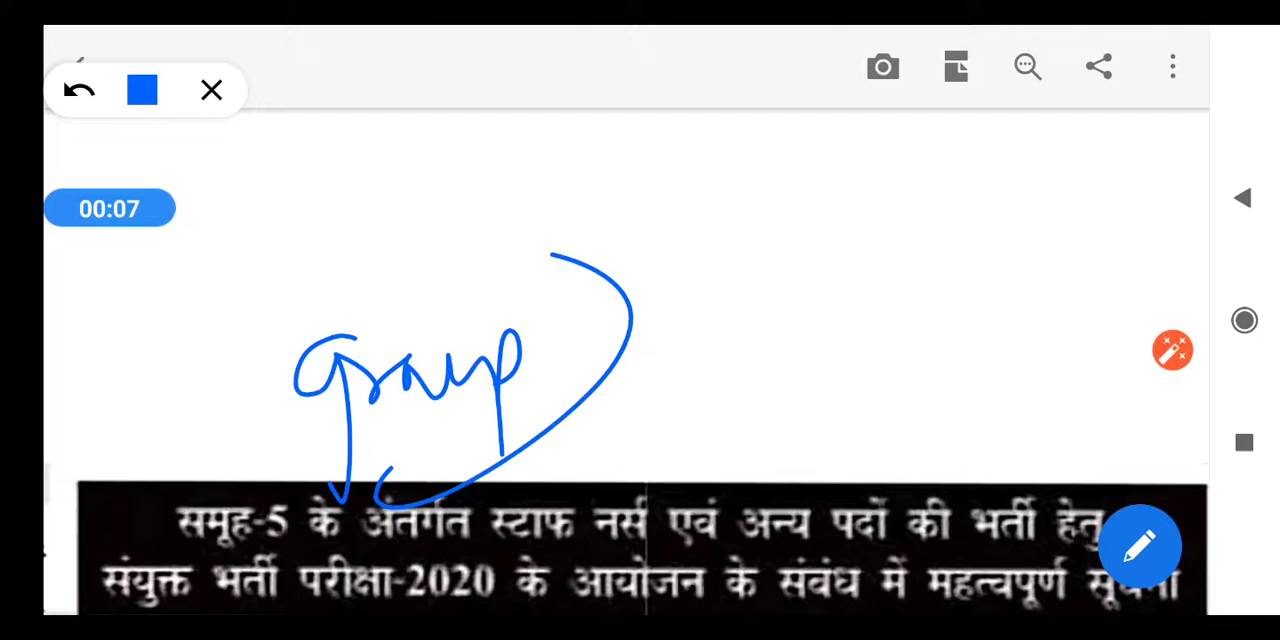 00:07
group
समूह-5 के अंतर्गत स्टाफ नर्स एवं अन्य पदों की भर्ती हेतु
संयुक्त भर्ती परीक्षा-2020 के आयोजन के संबंध में महत्वपूर्ण